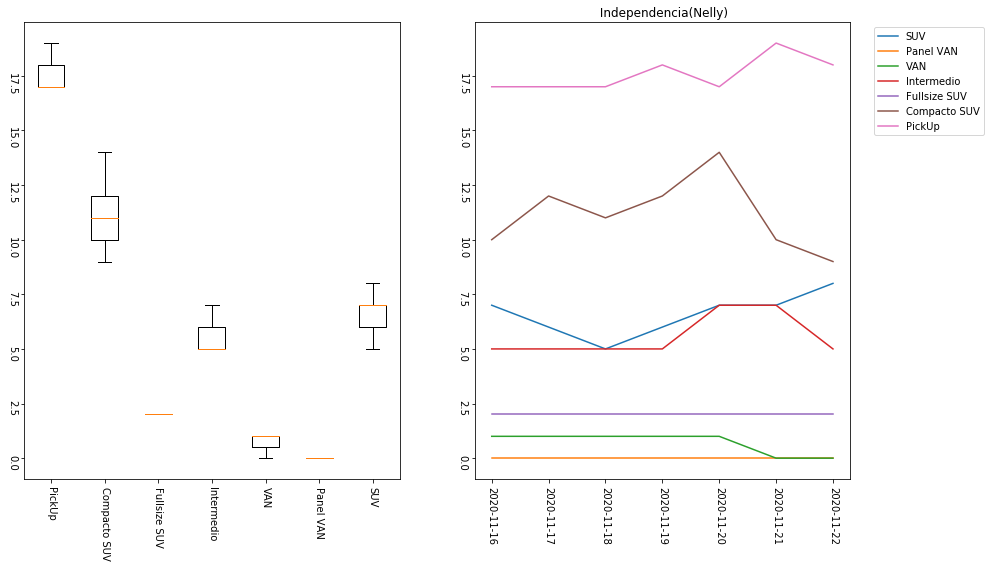 Independencia(Nelly)
17.5
15.0
12.5
10.0
7.5
5.0
2.5
0.0
PickUp
Compacto SUV
Fullsize SUV
Intermedio
VAN
Panel VAN
SUV
17.5
15.0
12.5
10.0
7.5
5.0
2.5
0.0
2020-11-16
2020-11-17
2020-11-18
2020-11-19
2020-11-20
2020-11-21
2020-11-22
SUV
Panel VAN
VAN
Intermedio
Fullsize SUV
Compacto SUV
PickUp